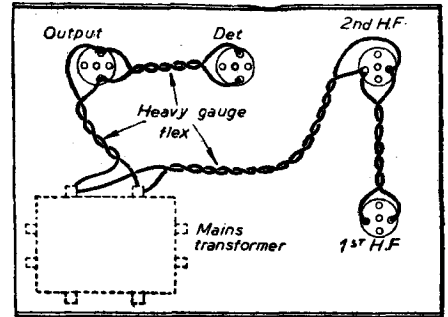 Output
Det
2nd H.F.
Heavy gauge
flex
Mains
transformer
1ST H.F